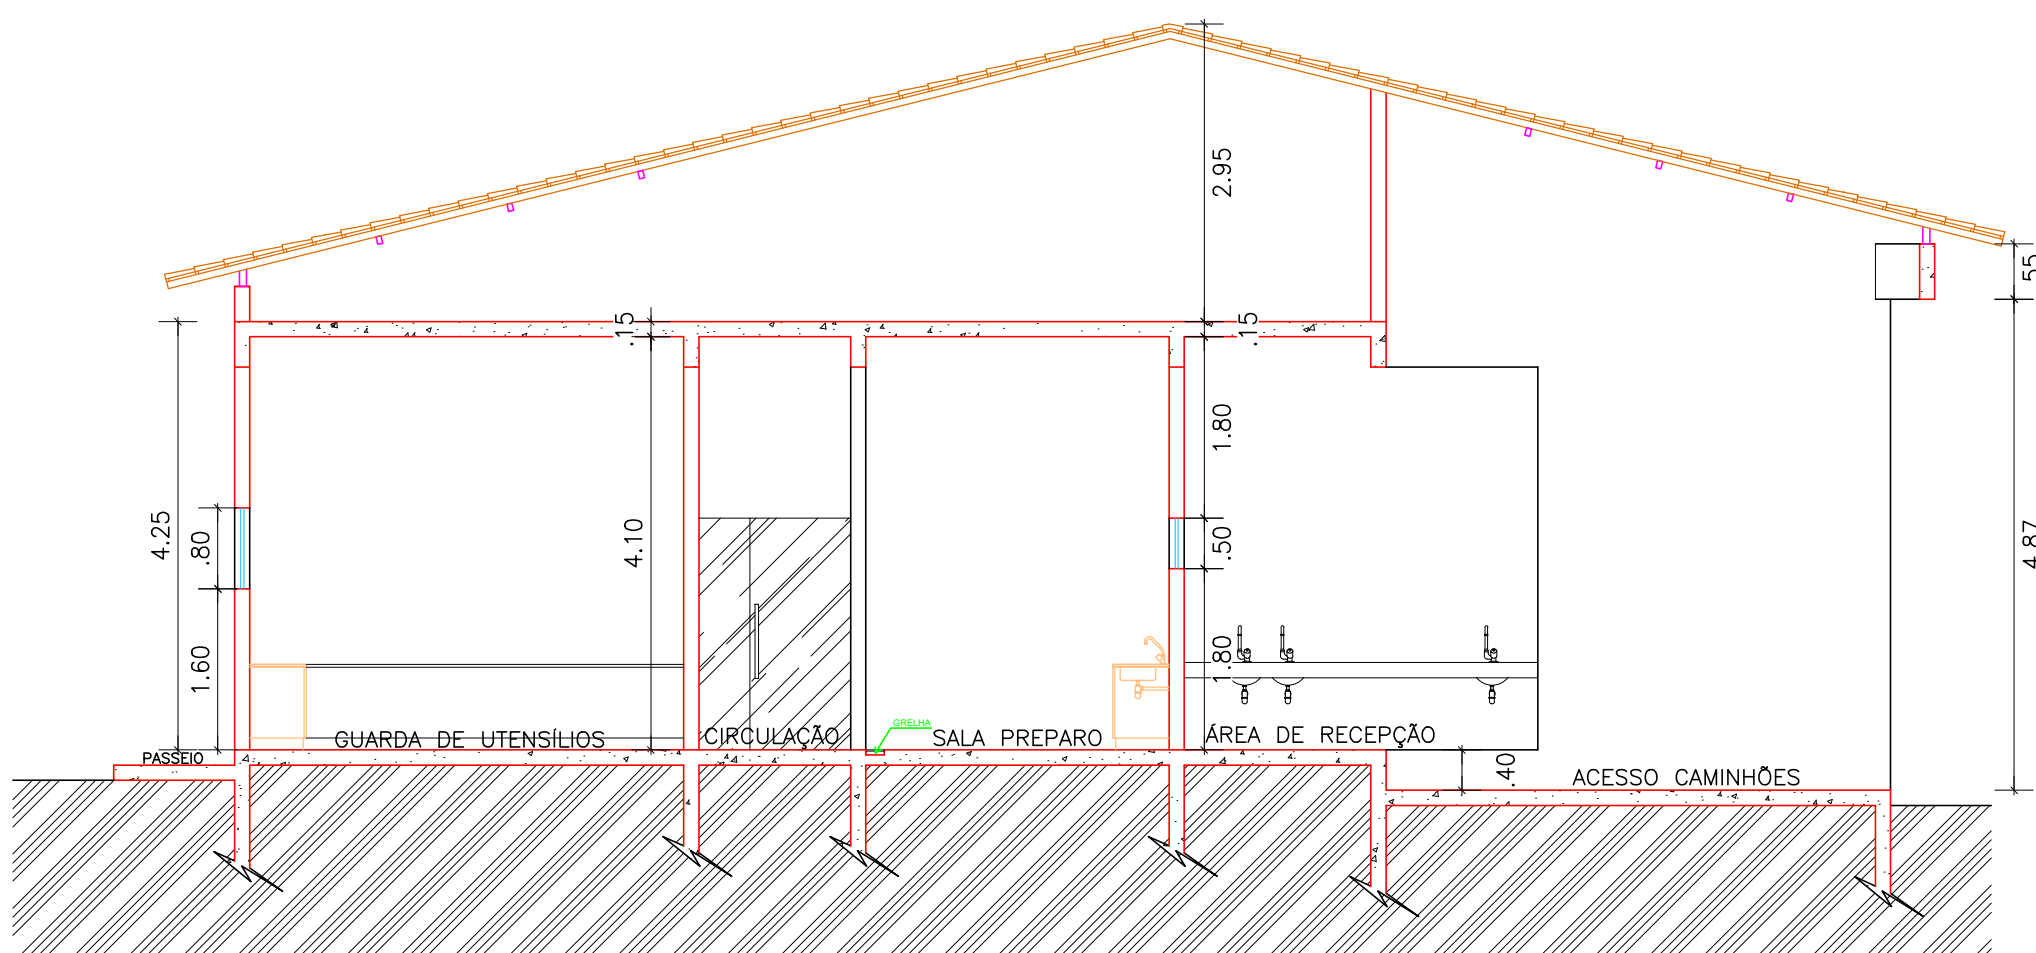 2.95
.55
.15
.15
1.80
4.25
.80
4.10
.50
4.87
1.60
1.80
GRELHA
GUARDA DE UTENSÍLIOS
CIRCULAÇÃO
SALA PREPARO
ÁREA DE RECEPÇÃO
PASSEIO
.40
ACESSO CAMINHÕES